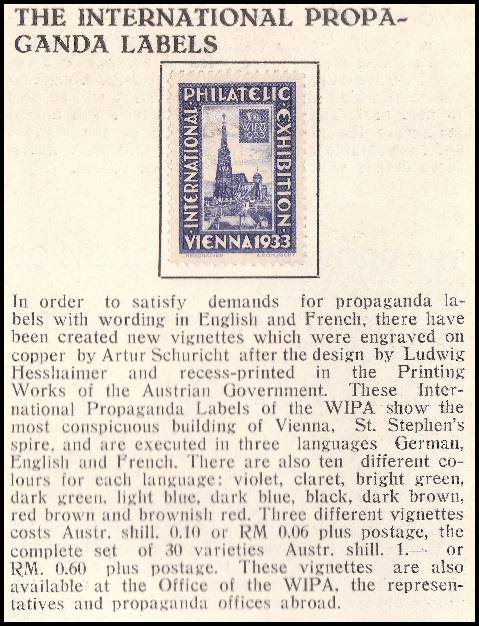 THE INTERNATIONAL PROPA-
GANDA LABELS
INTERNATIONAL · PHILATELIC · EXHIBITION ·
WIPA
1933
VIENNA 1933
HESSHAIMER A.SCHURICHT
In order to satisfy demands for propaganda la-
bels with wording in English and French, there have
been created new vignettes which were engraved on
copper by Artur Schuricht after the design by Ludwig
Hesshaimer and recess-printed in the Printing
Works of the Austrian Government. These Inter-
national Propaganda Labels of the WIPA show the
most conspicuous building of Vienna, St. Stephen's
spire, and are executed in three languages German,
English and French. There are also ten different co-
lours for each language: violet, claret, bright green,
dark green, light blue, dark blue, black, dark brown,
red brown and brownish red. Three different vignettes
costs Austr. shill. 0.10 or RM 0.06 plus postage, the
complete set of 30 varieties Austr. shill. 1.— or
RM. 0.60 plus postage. These vignettes are also
available at the Office of the WIPA, the represen-
tatives and propaganda offices abroad.